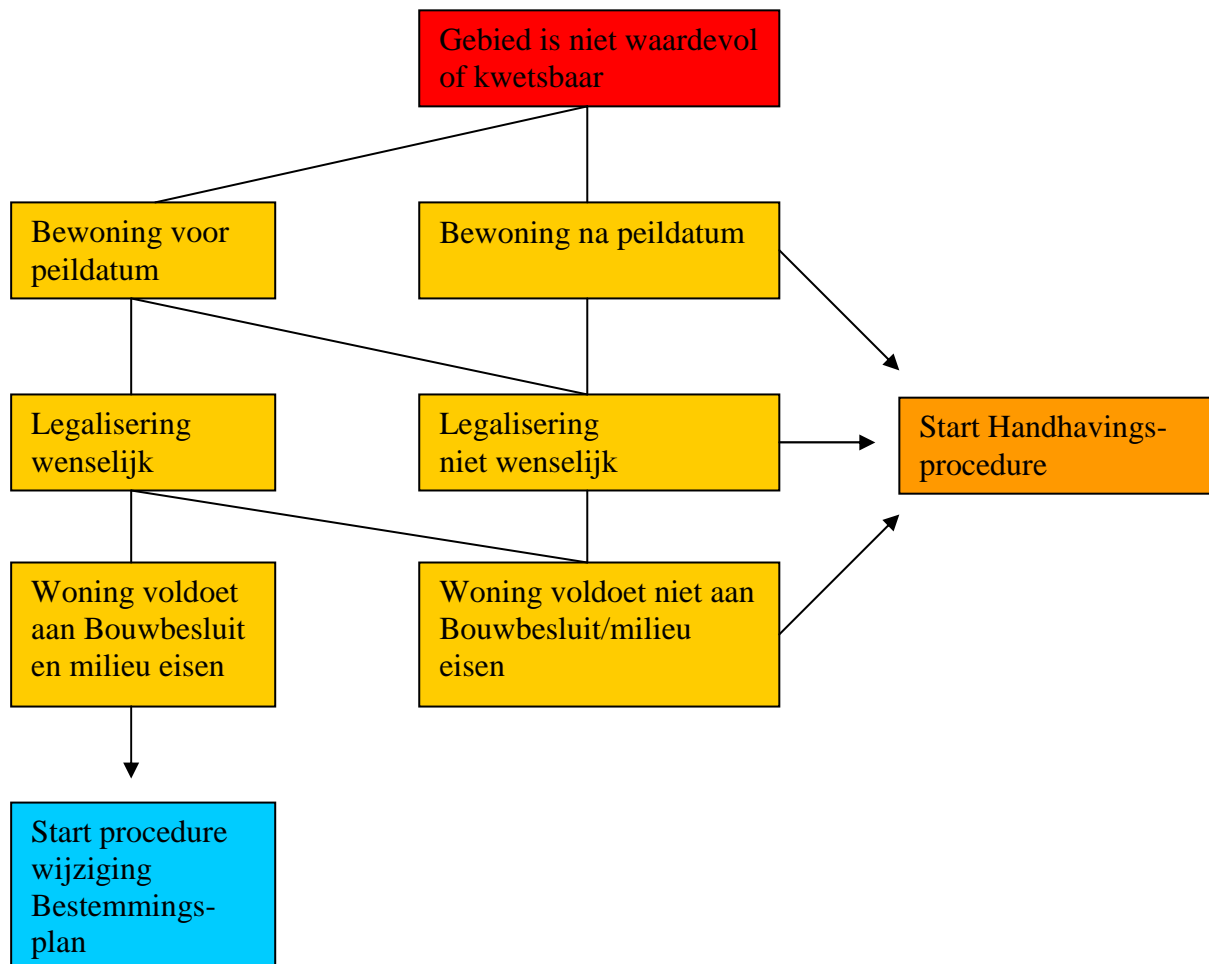 Gebied is niet waardevol
of kwetsbaar
Bewoning voor
peildatum
Bewoning na peildatum
Legalisering
wenselijk
Legalisering
niet wenselijk
Start Handhavings-
procedure
Woning voldoet
aan Bouwbesluit
en milieu eisen
Woning voldoet niet aan
Bouwbesluit/milieu
eisen
Start procedure
wijziging
Bestemmings-
plan